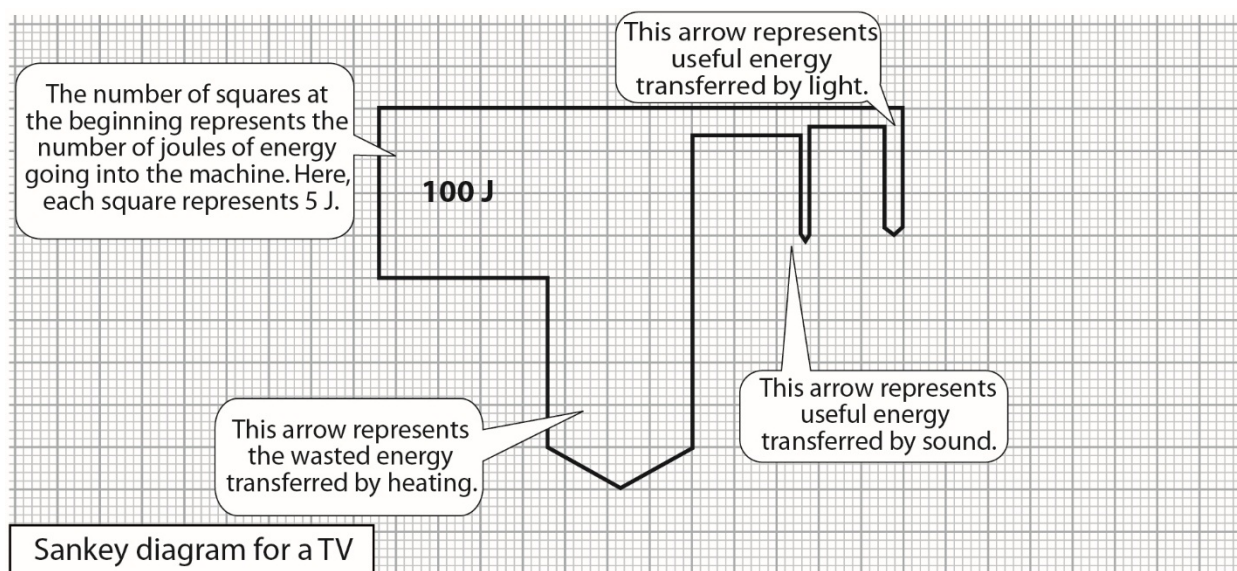 This arrow represents
useful energy
transferred by light.
The number of squares at
the beginning represents the
number of joules of energy
going into the machine. Here,
each square represents 5 J.
100 J
This arrow represents
useful energy
transferred by sound.
This arrow represents
the wasted energy
transferred by heating.
Sankey diagram for a TV